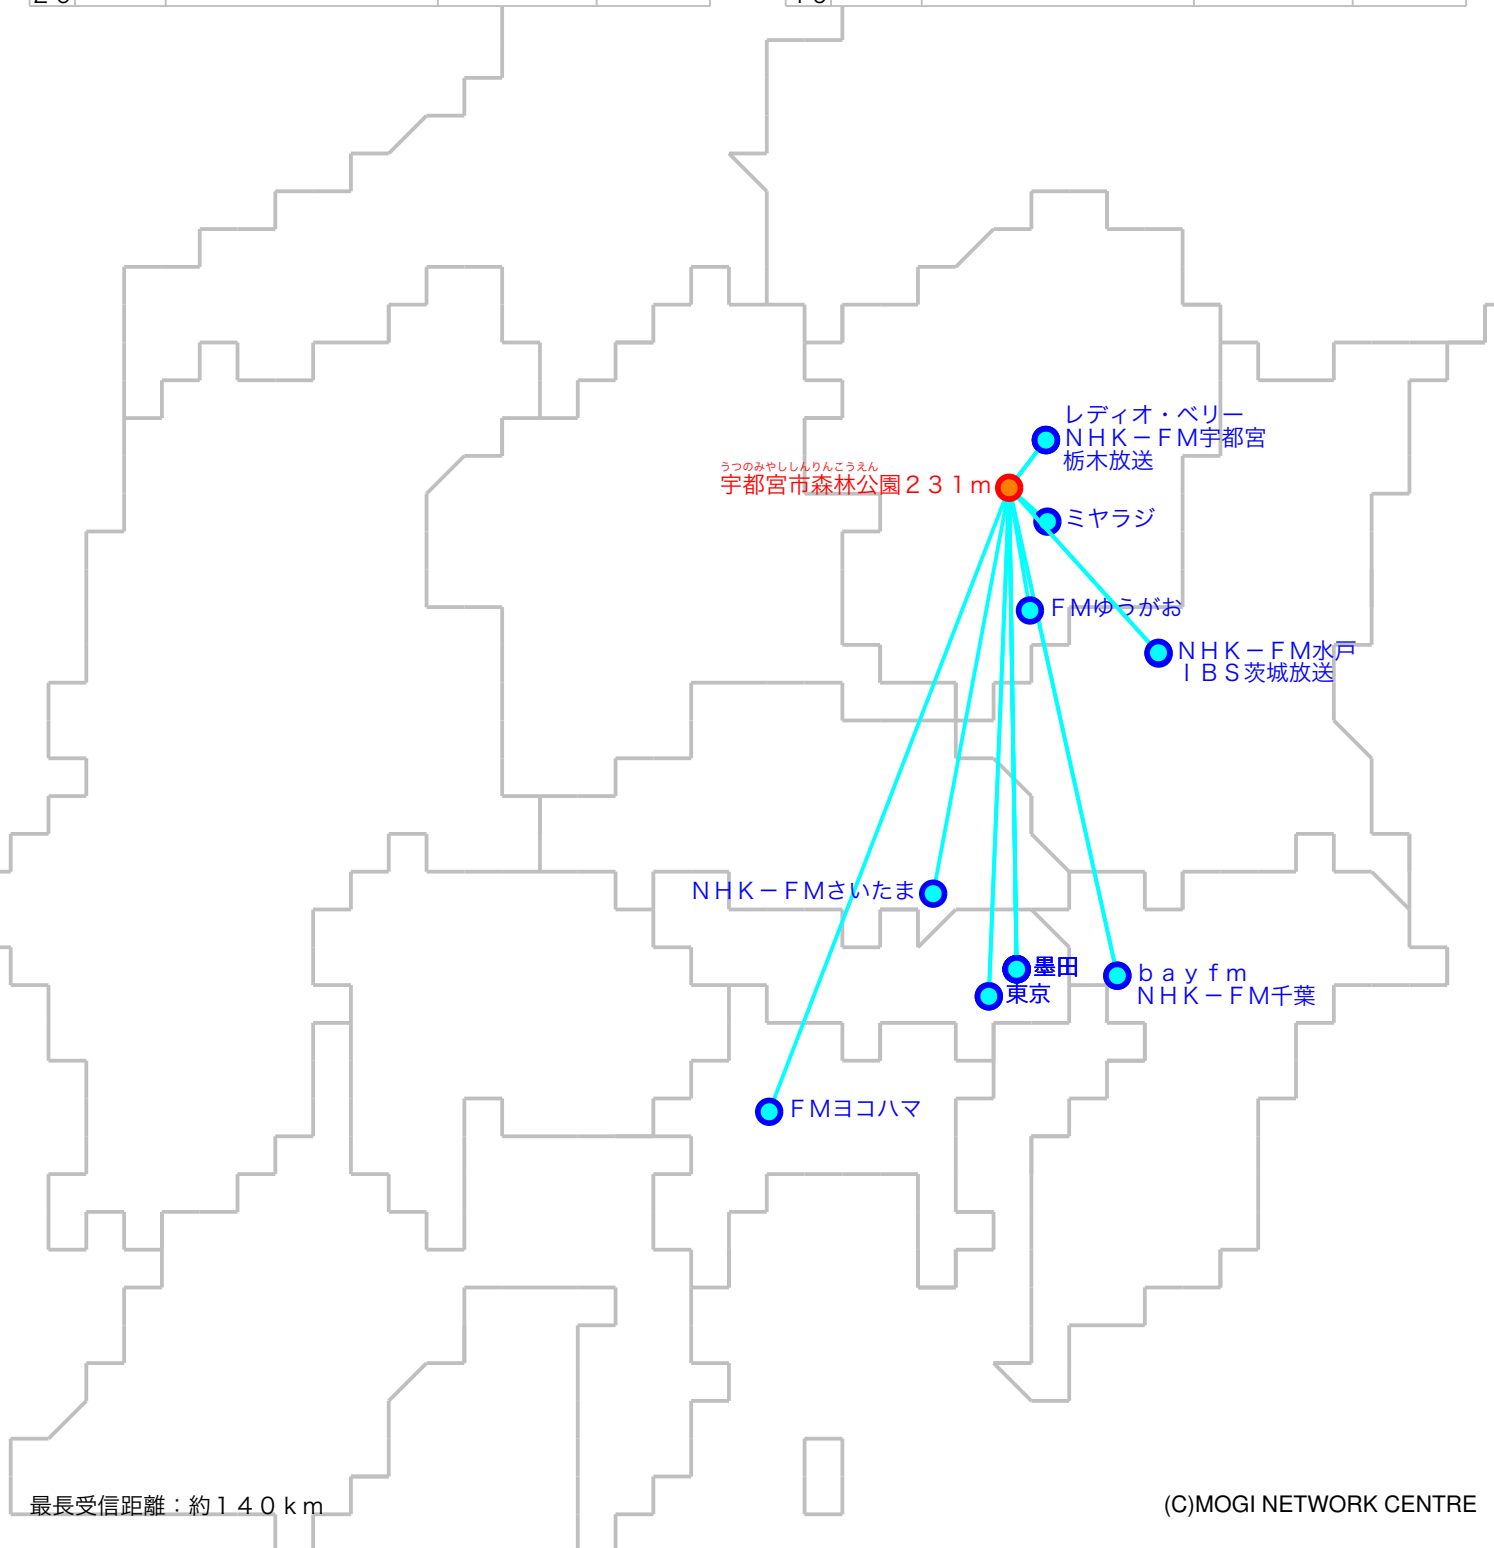 レディオ・ベリー
ＮＨＫ－ＦＭ宇都宮
栃木放送
うつのみやししんりんこうえん
宇都宮市森林公園２３１ｍ
ミヤラジ
ＦＭゆうがお
ＮＨＫ－ＦＭ水戸
ＩＢＳ茨城放送
ＮＨＫ－ＦＭさいたま
墨田
東京
ｂａｙｆｍ
ＮＨＫ－ＦＭ千葉
ＦＭヨコハマ
最長受信距離：約１４０ｋｍ
(C)MOGI NETWORK CENTRE